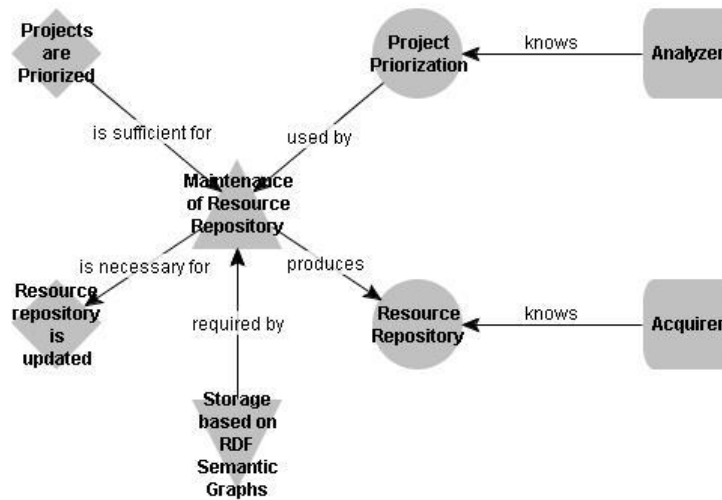 Projects
are
Priorized
Project
Priorization
knows
Analyzer
is sufficient for
used by
Maintenance
of Resource
Repository
is necessary for
produces
Resource
repository
is
updated
required by
Resource
Repository
knows
Acquirer
Storage
based on
RDF
Semantic
Graphs